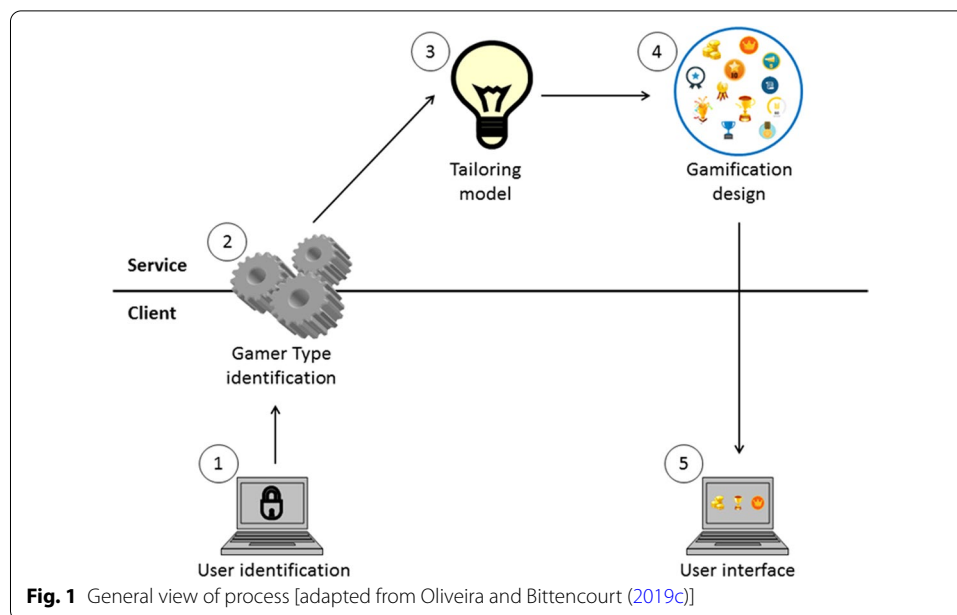 3
4
Tailoring
model
Gamification
design
2
Service
Client
Gamer Type
identification
1
5
User identification
User interface
Fig. 1 General view of process [adapted from Oliveira and Bittencourt (2019c)]